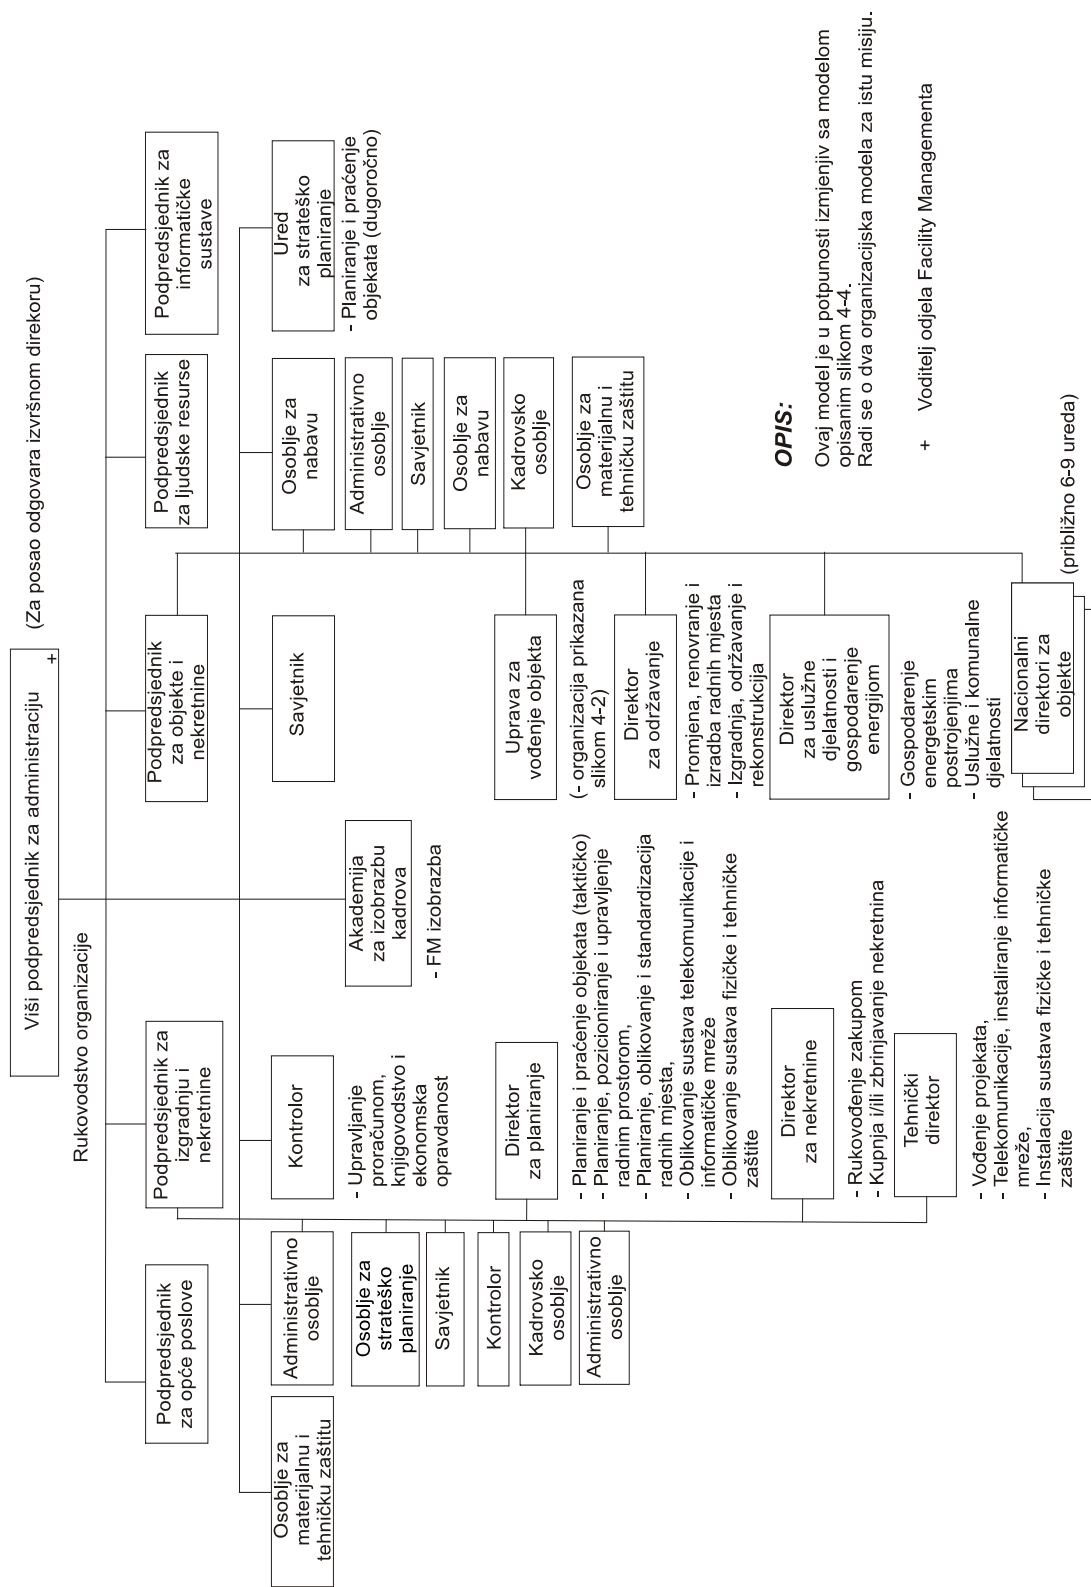 Viši podpredsjednik za administraciju
+
(Za posao odgovara izvršnom direkoru)
Rukovodstvo organizacije
Podpredsjednik
za opće poslove
Podpredsjednik za
izgradnju i
nekretnine
Podpredsjednik
za objekte i
nekretnine
Podpredsjednik
za ljudske resurse
Podpredsjednik za
informatičke
sustave
Osoblje za
materijalnu i
tehničku zaštitu
Administrativno
osoblje
Kontrolor
- Upravljanje
proračunom,
knjigovodstvo i
ekonomska
opravdanost
Akademija
za izobrazbu
kadrova
- FM izobrazba
Savjetnik
Ured
za strateško
planiranje
- Planiranje i praćenje
objekata (dugoročno)
Osoblje za
strateško
planiranje
Savjetnik
Kontrolor
Kadrovsko
osoblje
Administrativno
osoblje
Direktor
za planiranje
- Planiranje i praćenje objekata (taktičko)
- Planiranje, pozicioniranje i upravljenje
radnim prostorom,
- Planiranje, oblikovanje i standardizacija
radnih mjesta,
- Oblikovanje sustava telekomunikacije i
informatičke mreže
- Oblikovanje sustava fizičke i tehničke
zaštite
Direktor
za nekretnine
- Rukovođenje zakupom
- Kupnja i/ili zbrinjavanje nekretnina
Tehnički
direktor
- Vođenje projekata,
- Telekomunikacije, instaliranje informatičke
mreže,
- Instalacija sustava fizičke i tehničke
zaštite
Osoblje za
nabavu
Administrativno
osoblje
Savjetnik
Osoblje za
nabavu
Kadrovsko
osoblje
Osoblje za
materijalnu i
tehničku zaštitu
Uprava za
vođenje objekta
(- organizacija prikazana
slikom 4-2)
Direktor
za održavanje
- Promjena, renovranje i
izradba radnih mjesta
- Izgradnja, održavanje i
rekonstrukcija
Direktor
za uslužne
djelatnosti i
gospodarenje
energijom
- Gospodarenje
energetskim
postrojenjima
- Uslužne i komunalne
djelatnosti
Nacionalni
direktori za
objekte
(približno 6-9 ureda)
OPIS:
Ovaj model je u potpunosti izmjenjiv sa modelom
opisanim slikom 4-4.
Radi se o dva organizacijska modela za istu misiju.
+ Voditelj odjela Facility Managementa